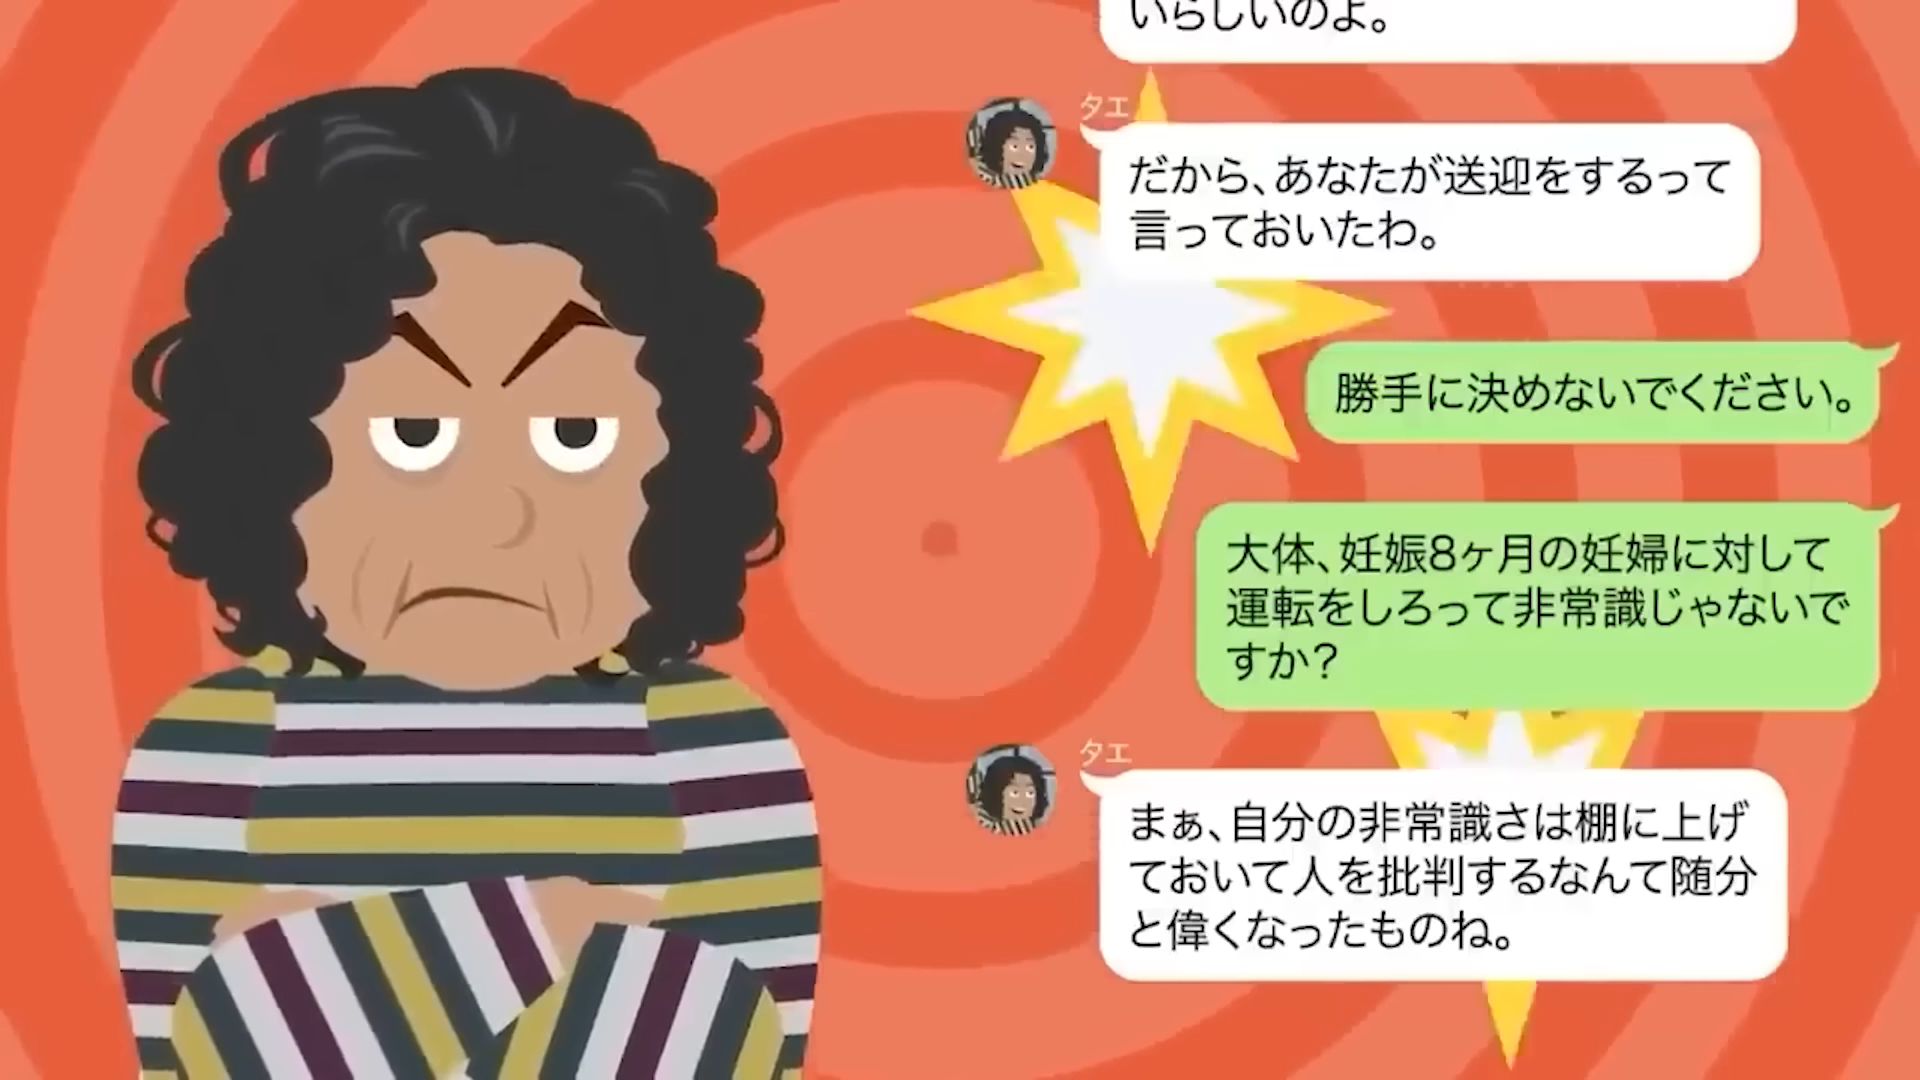 いらしいのよ。
タエ
だから、あなたが送迎をするって
言っておいたわ。
勝手に決めないでください。
大体、妊娠8ヶ月の妊婦に対して
運転をしろって非常識じゃないで
すか?
タエ
まぁ、自分の非常識さは棚に上げ
ておいて人を批判するなんて随分
と偉くなったものね。